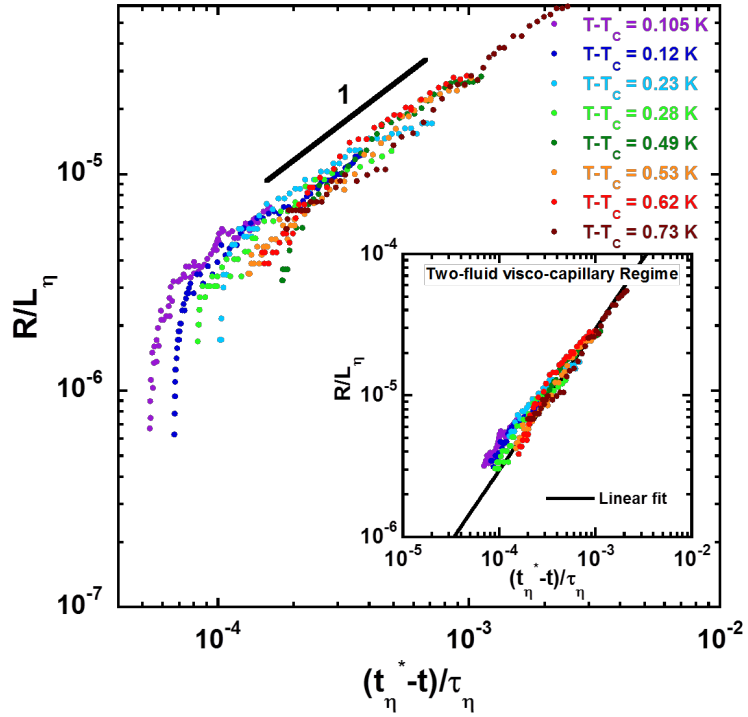 T-T_C = 0.105 K
T-T_C = 0.12 K
T-T_C = 0.23 K
T-T_C = 0.28 K
T-T_C = 0.49 K
T-T_C = 0.53 K
T-T_C = 0.62 K
T-T_C = 0.73 K
1
R/L_η
10^-5
10^-6
10^-7
10^-4
10^-3
10^-2
(t_η^*-t)/τ_η
Two-fluid visco-capillary Regime
R/L_η
10^-4
10^-5
10^-6
Linear fit
10^-5
10^-4
10^-3
10^-2
(t_η^*-t)/τ_η